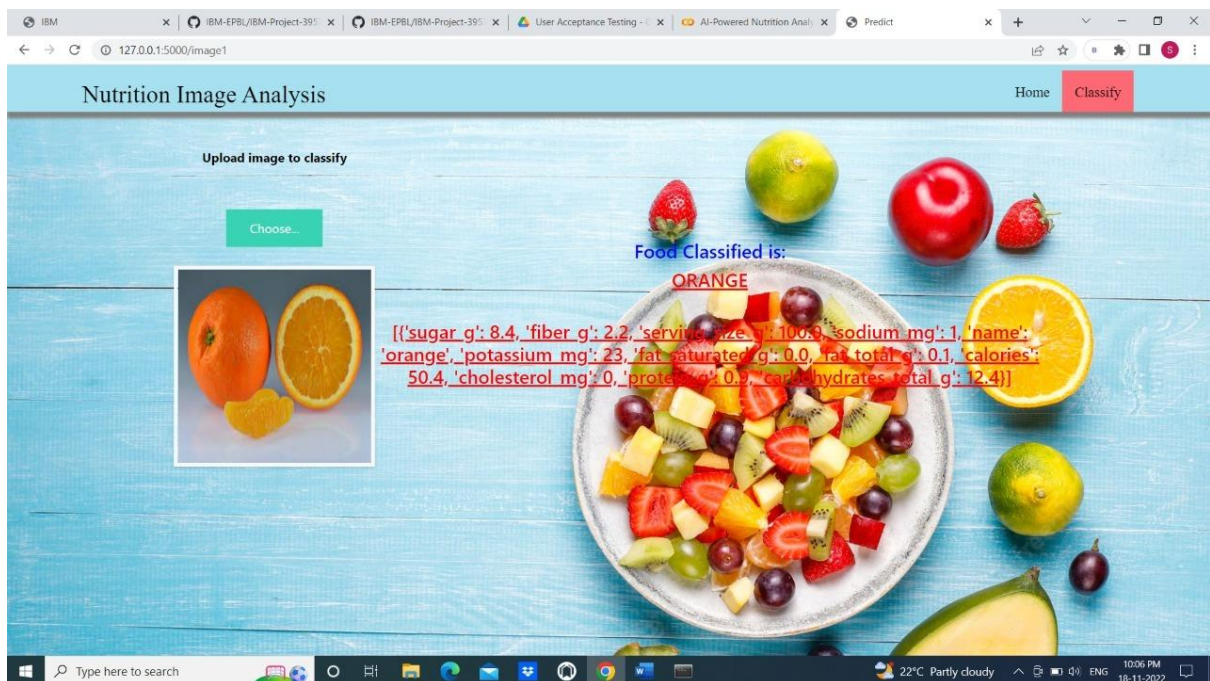 IBM
IBM-EPBL/IBM-Project-395
IBM-EPBL/IBM-Project-395
User Acceptance Testing -
AI-Powered Nutrition Analy
Predict
127.0.0.1:5000/image1
Nutrition Image Analysis
Home
Classify
Upload image to classify
Choose...
Food Classified is:
ORANGE
[{'sugar_g': 8.4, 'fiber_g': 2.2, 'serving_size_g': 100.0, 'sodium_mg': 1, 'name':
'orange', 'potassium_mg': 23, 'fat_saturated_g': 0.0, 'fat_total_g': 0.1, 'calories':
50.4, 'cholesterol_mg': 0, 'protein_g': 0.9, 'carbohydrates_total_g': 12.4}]
Type here to search
22°C Partly cloudy
ENG
10:06 PM
18-11-2022